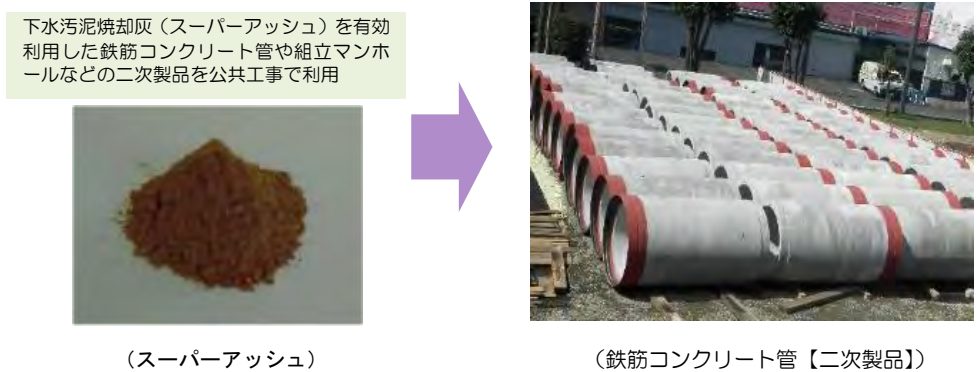 下水汚泥焼却灰（スーパーアッシュ）を有効
利用した鉄筋コンクリート管や組立マンホ
ールなどの二次製品を公共工事で利用
（スーパーアッシュ）
（鉄筋コンクリート管【二次製品】）